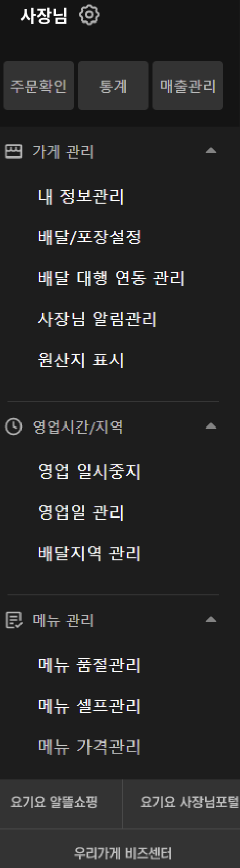 사장님
주문확인 통계 매출관리
가게 관리
내 정보관리
배달/포장설정
배달 대행 연동 관리
사장님 알림관리
원산지 표시
영업시간/지역
영업 일시중지
영업일 관리
배달지역 관리
메뉴 관리
메뉴 품절관리
메뉴 셀프관리
메뉴 가격관리
요기요 알뜰쇼핑 요기요 사장님포털
우리가게 비즈센터